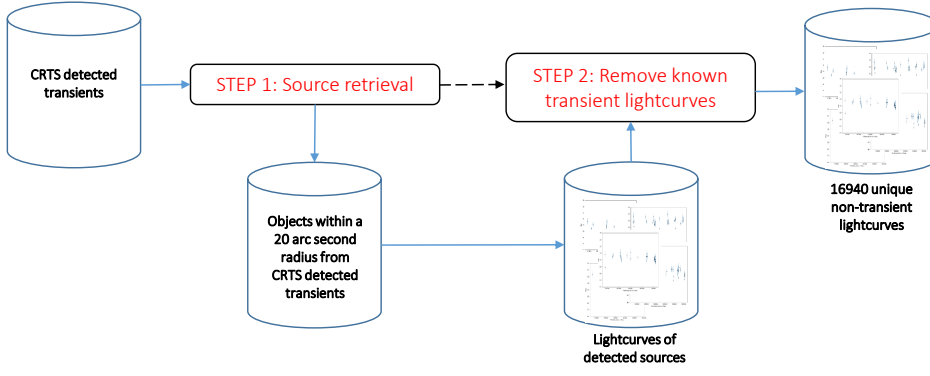 CRTS detected
transients
STEP 1: Source retrieval
STEP 2: Remove known
transient lightcurves
16940 unique
non-transient
lightcurves
Objects within a
20 arc second
radius from
CRTS detected
transients
Lightcurves of
detected sources